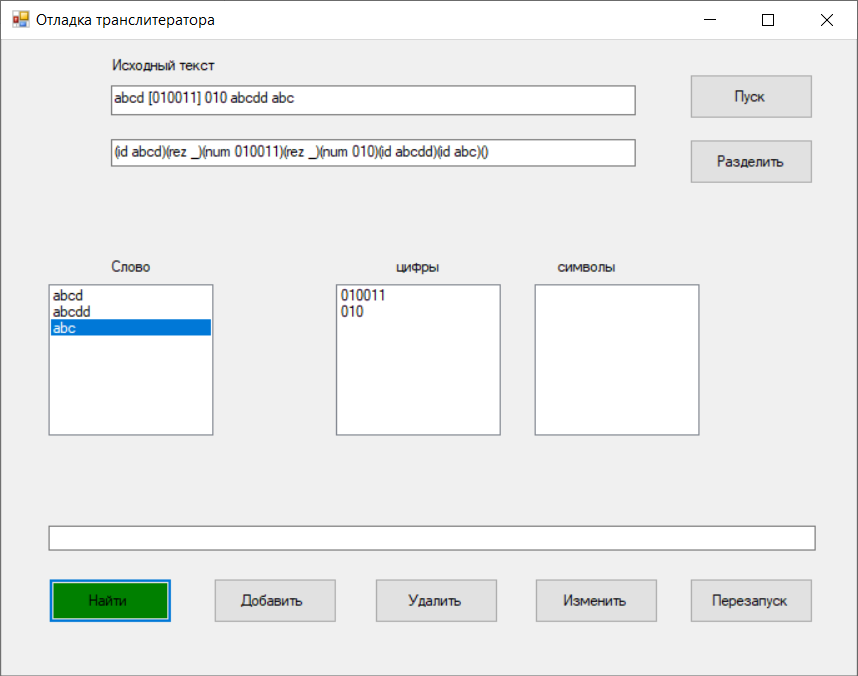 Отладка транслитератора
Исходный текст
abcd [010011] 010 abcdd abc
Пуск
(id abcd)(rez _)(num 010011)(rez _)(num 010)(id abcdd)(id abc)()
Разделить
Слово
цифры
символы
abcd
abcdd
abc
010011
010
Найти
Добавить
Удалить
Изменить
Перезапуск